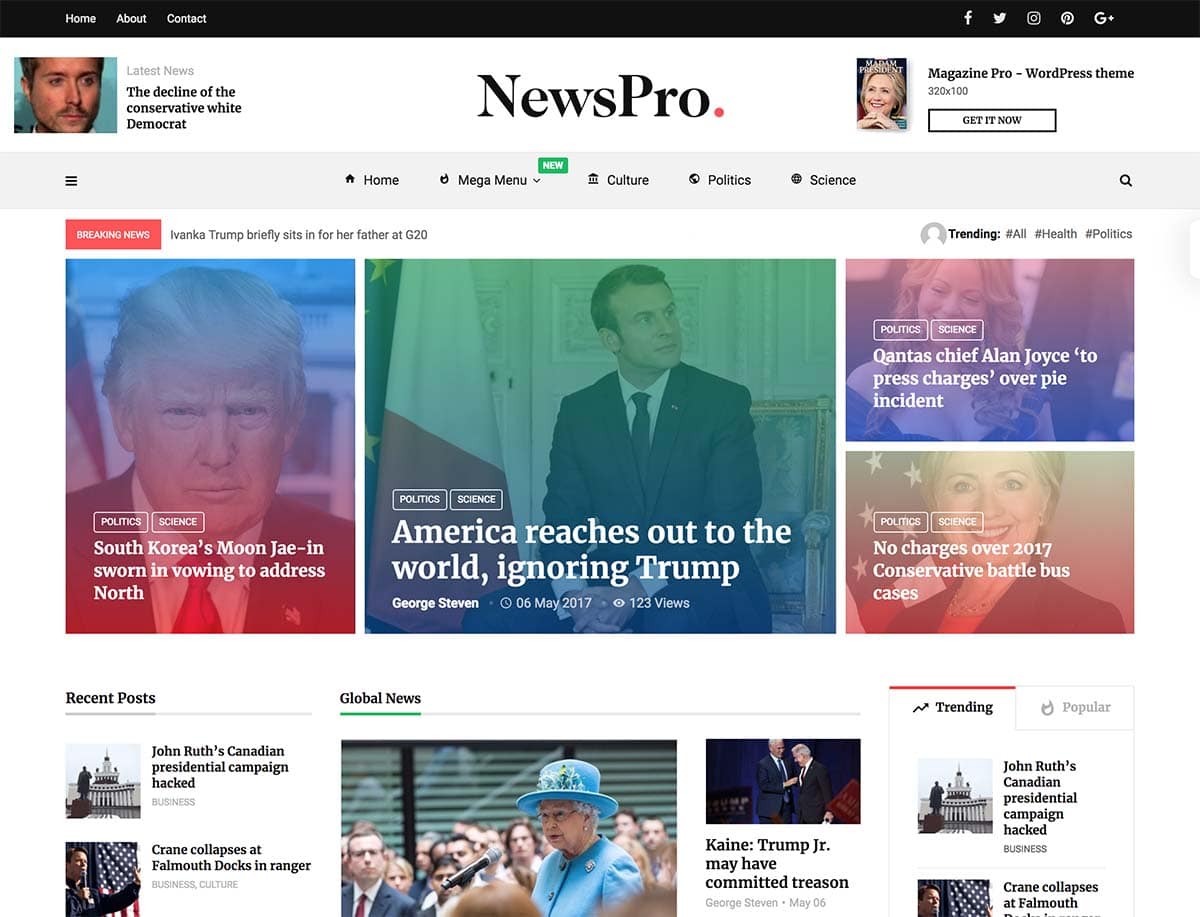 Home About Contact
Latest News
The decline of the
conservative white
Democrat
NewsPro.
MADAM
PRESIDENT
Magazine Pro - WordPress theme
320x100
GET IT NOW
Home Mega Menu NEW Culture Politics Science
BREAKING NEWS Ivanka Trump briefly sits in for her father at G20
Trending: #All #Health #Politics
POLITICS SCIENCE
South Korea's Moon Jae-in
sworn in vowing to address
North
POLITICS SCIENCE
America reaches out to the
world, ignoring Trump
George Steven • 06 May 2017 • 123 Views
POLITICS SCIENCE
Qantas chief Alan Joyce ‘to
press charges’ over pie
incident
POLITICS SCIENCE
No charges over 2017
Conservative battle bus
cases
Recent Posts
John Ruth’s Canadian
presidential campaign
hacked
BUSINESS
Crane collapses at
Falmouth Docks in ranger
BUSINESS, CULTURE
Global News
TRUMP
Kaine: Trump Jr.
may have
committed treason
George Steven • May 06
Trending Popular
John Ruth’s
Canadian
presidential
campaign
hacked
BUSINESS
Crane collapses
at Falmouth
Docks in ranger